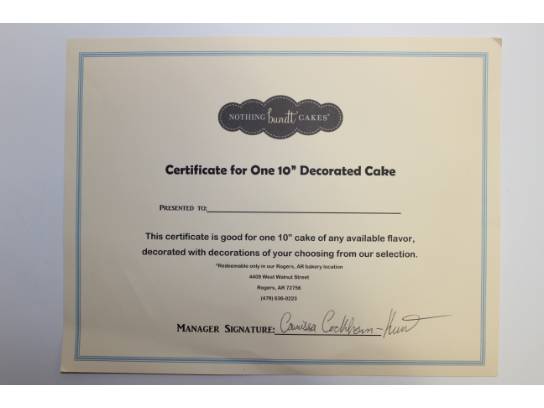 NOTHING bundt CAKES®
Certificate for One 10" Decorated Cake
PRESENTED TO:
This certificate is good for one 10" cake of any available flavor,
decorated with decorations of your choosing from our selection.
*Redeemable only in our Rogers, AR bakery location
4409 West Walnut Street
Rogers, AR 72756
MANAGER SIGNATURE: Carissa